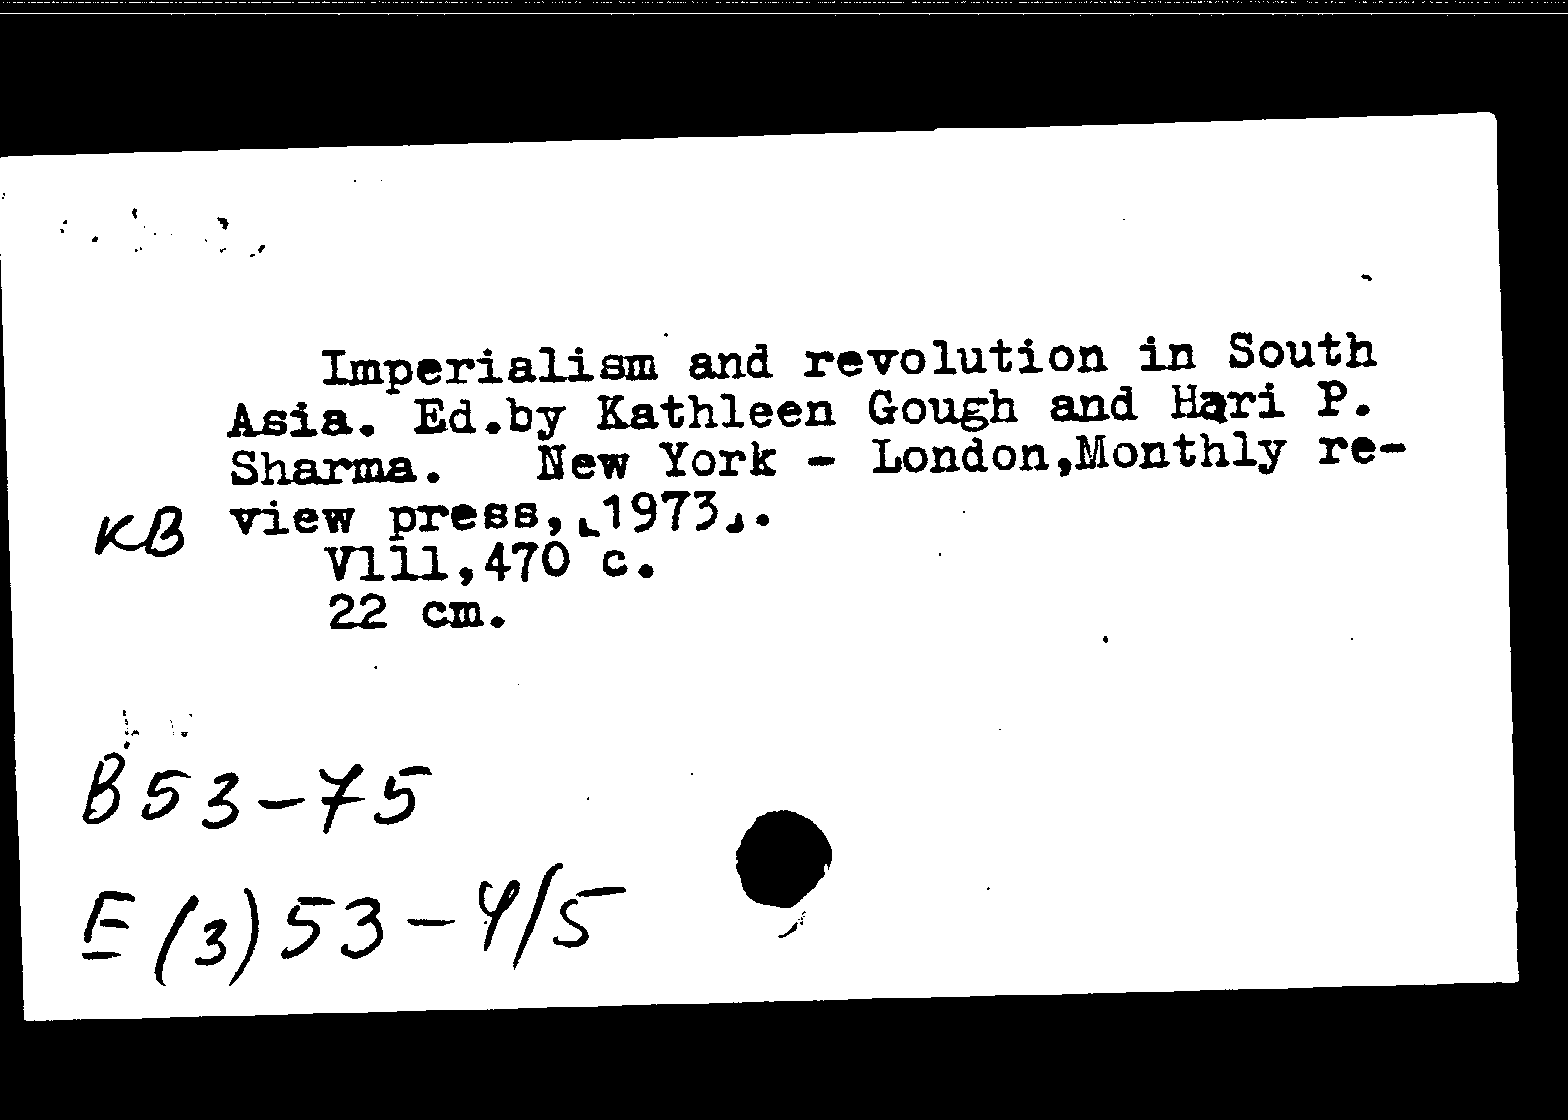 Imperialism and revolution in South
Asia. Ed.by Kathleen Gough and Hari P.
Sharma. New York - London,Monthly re-
KB view press,⌞1973⌟.
V111,470 c.
22 cm.
B53-75
E(3)53-4/5